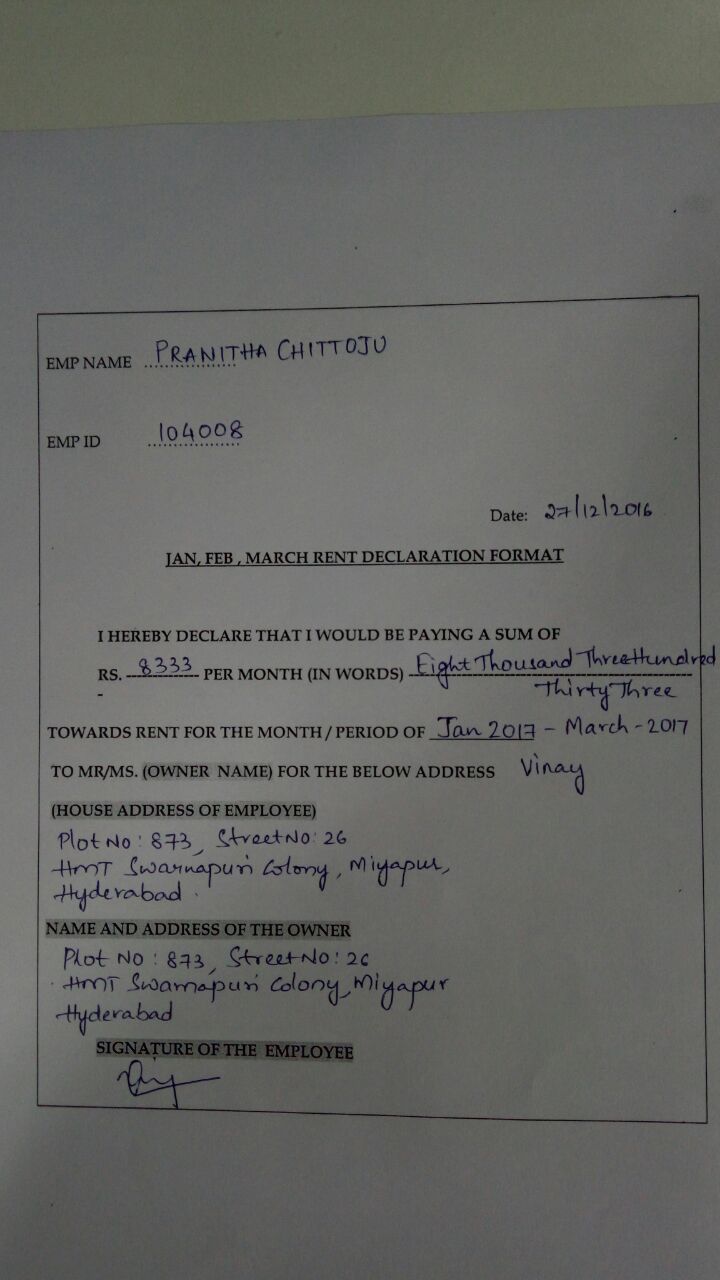 EMP NAME PRANITHA CHITTOJU
EMP ID 104008
Date: 27/12/2016
JAN, FEB , MARCH RENT DECLARATION FORMAT
I HEREBY DECLARE THAT I WOULD BE PAYING A SUM OF
RS. 8333 PER MONTH (IN WORDS) Eight Thousand Three Hundred
- Thirty Three
TOWARDS RENT FOR THE MONTH / PERIOD OF Jan 2017 - March - 2017
TO MR/MS. (OWNER NAME) FOR THE BELOW ADDRESS Vinay
(HOUSE ADDRESS OF EMPLOYEE)
Plot No : 873, Street No: 26
HMT Swarnapuri Colony, Miyapur,
Hyderabad.
NAME AND ADDRESS OF THE OWNER
Plot No : 873, Street No: 26
HMT Swarnapuri Colony, Miyapur
Hyderabad
SIGNATURE OF THE EMPLOYEE